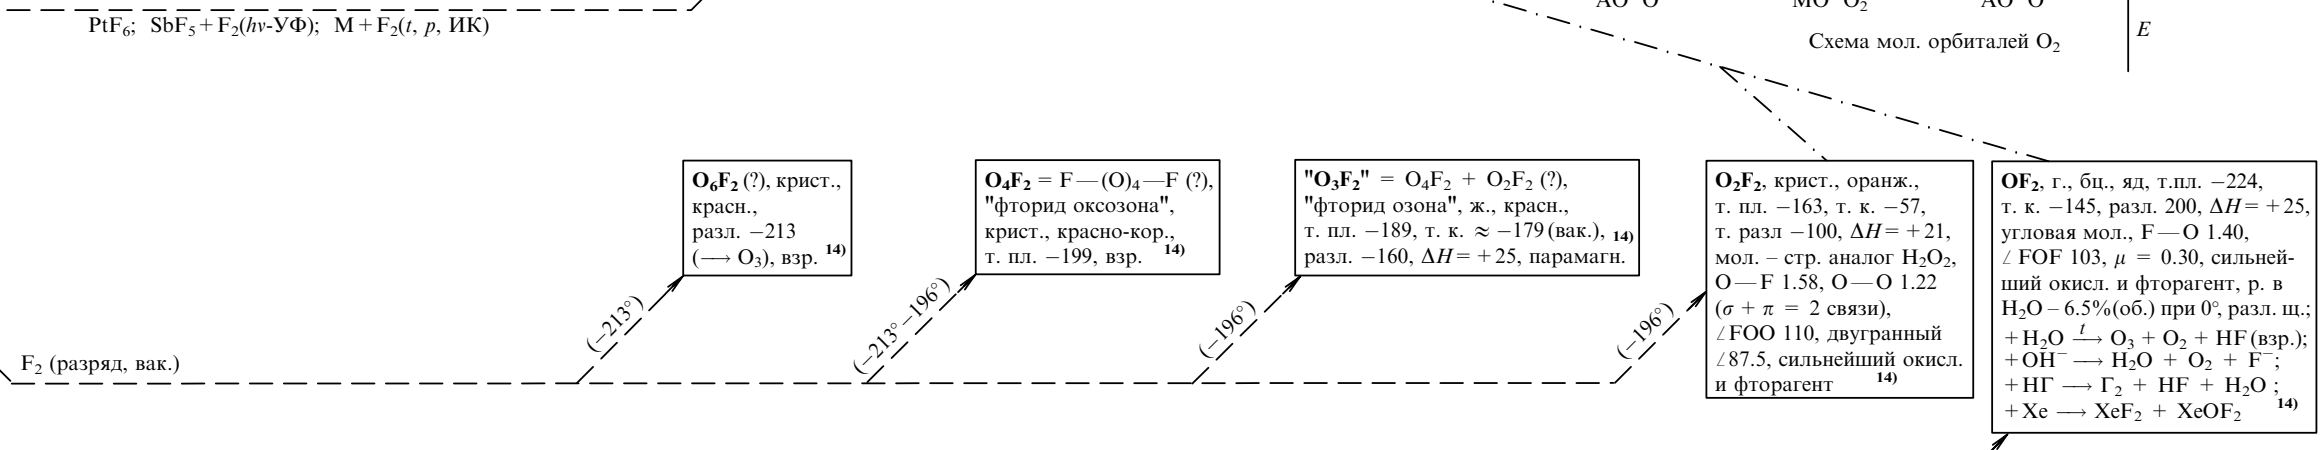 АО О МО О₂ АО О
PtF₆; SbF₅ + F₂(hν-УФ); M + F₂(t, p, ИК)
Схема мол. орбиталей O₂
E
O₆F₂ (?), крист.,
красн.,
разл. −213
(⟶ O₃), взр. 14)
O₄F₂ = F—(O)₄—F (?),
"фторид оксозона",
крист., красно-кор.,
т. пл. −199, взр. 14)
"O₃F₂" = O₄F₂ + O₂F₂ (?),
"фторид озона", ж., красн.,
т. пл. −189, т. к. ≈ −179 (вак.), 14)
разл. −160, ΔH = +25, парамагн.
O₂F₂, крист., оранж.,
т. пл. −163, т. к. −57,
т. разл −100, ΔH = +21,
мол. – стр. аналог H₂O₂,
O—F 1.58, O—O 1.22
(σ + π = 2 связи),
∠FOO 110, двугранный
∠87.5, сильнейший окисл.
и фторагент 14)
OF₂, г., бц., яд, т.пл. −224,
т. к. −145, разл. 200, ΔH = +25,
угловая мол., F—O 1.40,
∠ FOF 103, μ = 0.30, сильней-
ший окисл. и фторагент, р. в
H₂O – 6.5%(об.) при 0°, разл. щ.;
+H₂O t⟶ O₃ + O₂ + HF (взр.);
+OH⁻ ⟶ H₂O + O₂ + F⁻;
+HГ ⟶ Г₂ + HF + H₂O ;
+Xe ⟶ XeF₂ + XeOF₂ 14)
(−213°)
(−213° −196°)
(−196°)
(−196°)
F₂ (разряд, вак.)